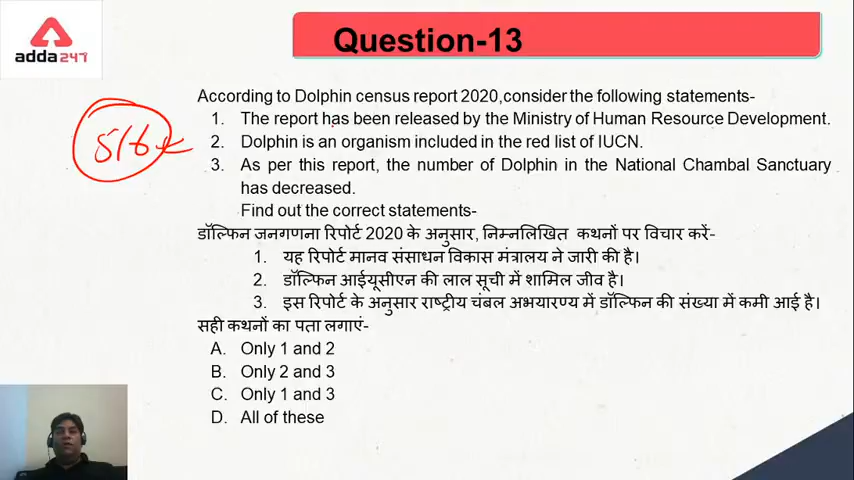 adda247
Question-13
516
According to Dolphin census report 2020,consider the following statements-
1. The report has been released by the Ministry of Human Resource Development.
2. Dolphin is an organism included in the red list of IUCN.
3. As per this report, the number of Dolphin in the National Chambal Sanctuary
has decreased.
Find out the correct statements-
डॉल्फिन जनगणना रिपोर्ट 2020 के अनुसार, निम्नलिखित कथनों पर विचार करें-
1. यह रिपोर्ट मानव संसाधन विकास मंत्रालय ने जारी की है।
2. डॉल्फिन आईयूसीएन की लाल सूची में शामिल जीव है।
3. इस रिपोर्ट के अनुसार राष्ट्रीय चंबल अभयारण्य में डॉल्फिन की संख्या में कमी आई है।
सही कथनों का पता लगाएं-
A. Only 1 and 2
B. Only 2 and 3
C. Only 1 and 3
D. All of these